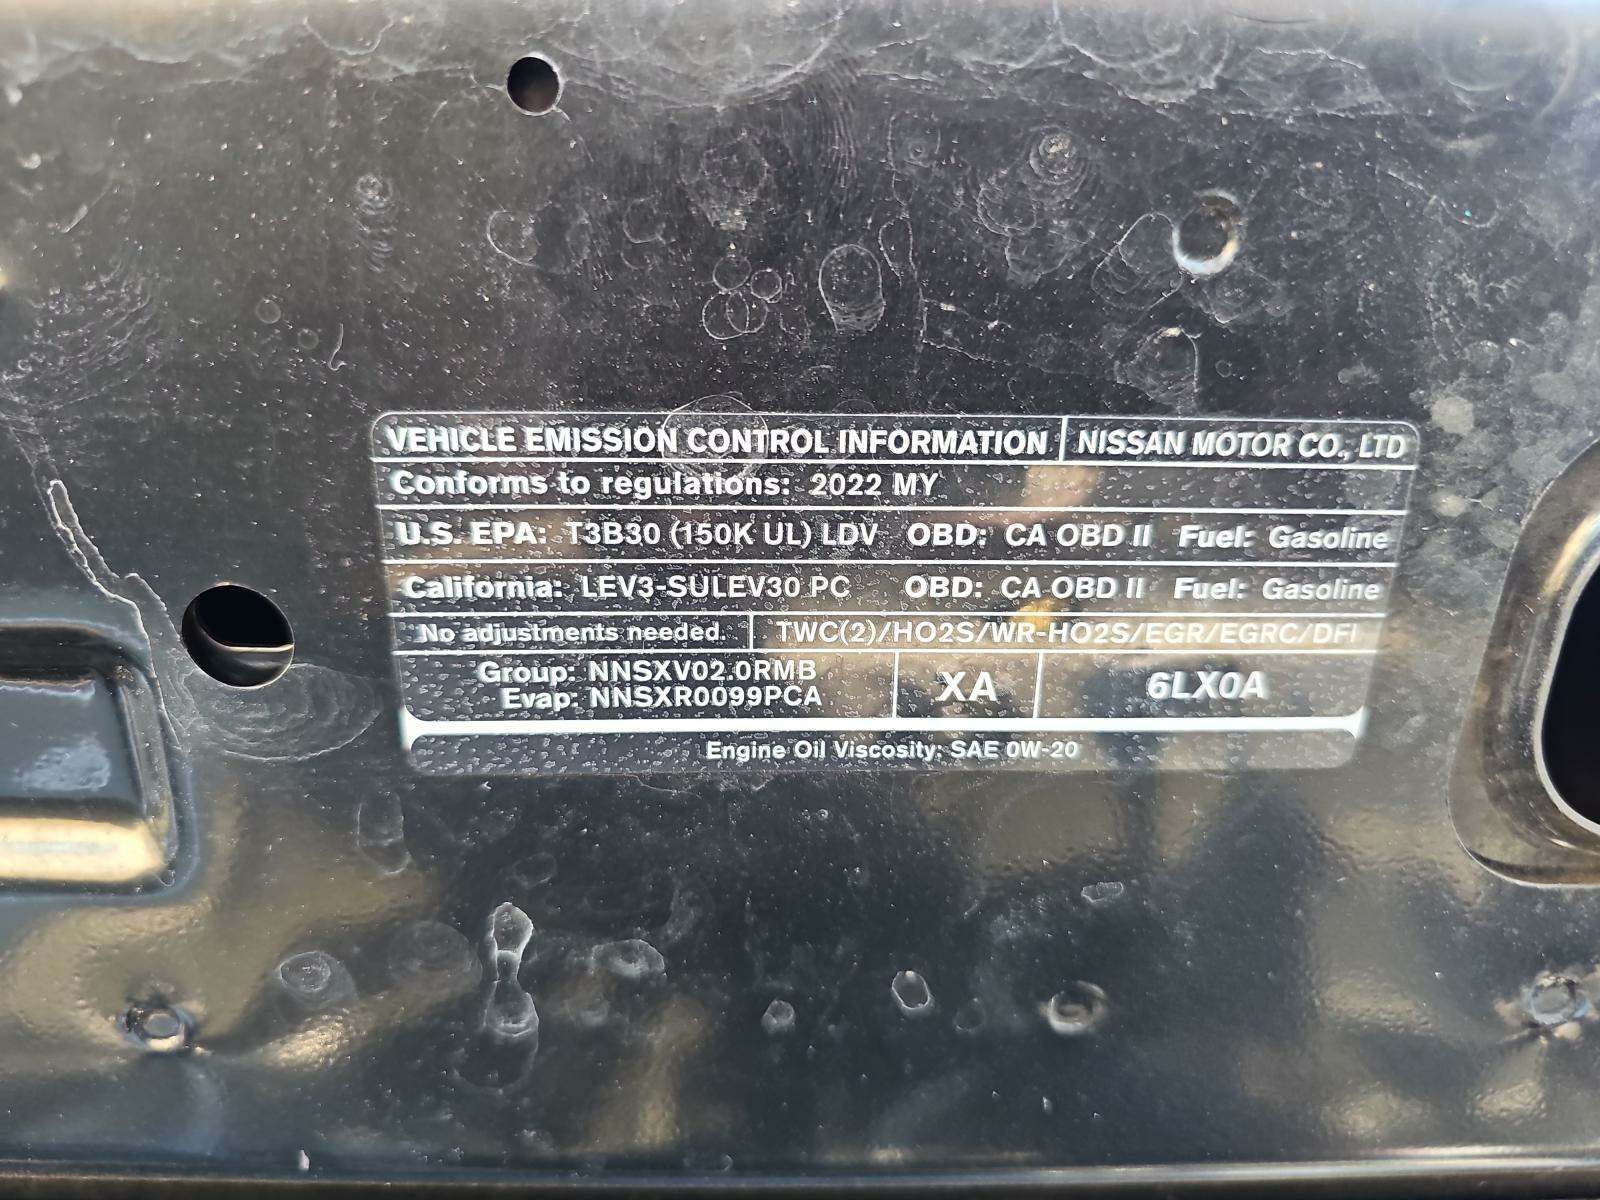 VEHICLE EMISSION CONTROL INFORMATION NISSAN MOTOR CO., LTD
Conforms to regulations: 2022 MY
U.S. EPA: T3B30 (150K UL) LDV OBD: CA OBD II Fuel: Gasoline
California: LEV3-SULEV30 PC OBD: CA OBD II Fuel: Gasoline
No adjustments needed. TWC(2)/HO2S/WR-HO2S/EGR/EGRC/DFI
Group: NNSXV02.0RMB
Evap: NNSXR0099PCA
XA
6LX0A
Engine Oil Viscosity: SAE 0W-20